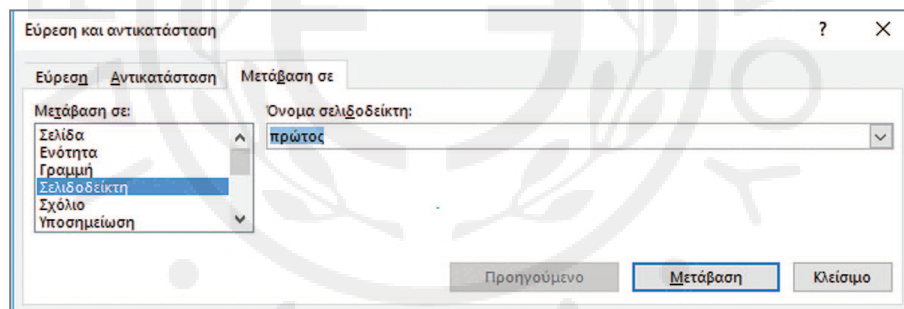 Εύρεση και αντικατάσταση ? ×
Εύρεση Αντικατάσταση Μετάβαση σε
Μετάβαση σε: Όνομα σελιδοδείκτη:
Σελίδα πρώτος
Ενότητα
Γραμμή
Σελιδοδείκτη
Σχόλιο
Υποσημείωση
Προηγούμενο Μετάβαση Κλείσιμο